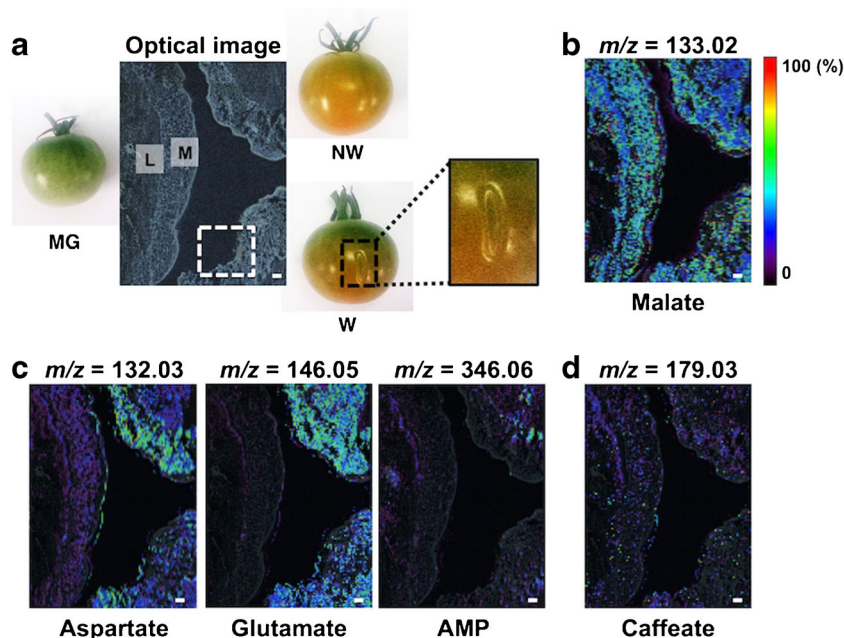 a
Optical image
L
M
MG
NW
W
b
m/z = 133.02
100 (%)
0
Malate
c
m/z = 132.03
m/z = 146.05
m/z = 346.06
Aspartate
Glutamate
AMP
d
m/z = 179.03
Caffeate